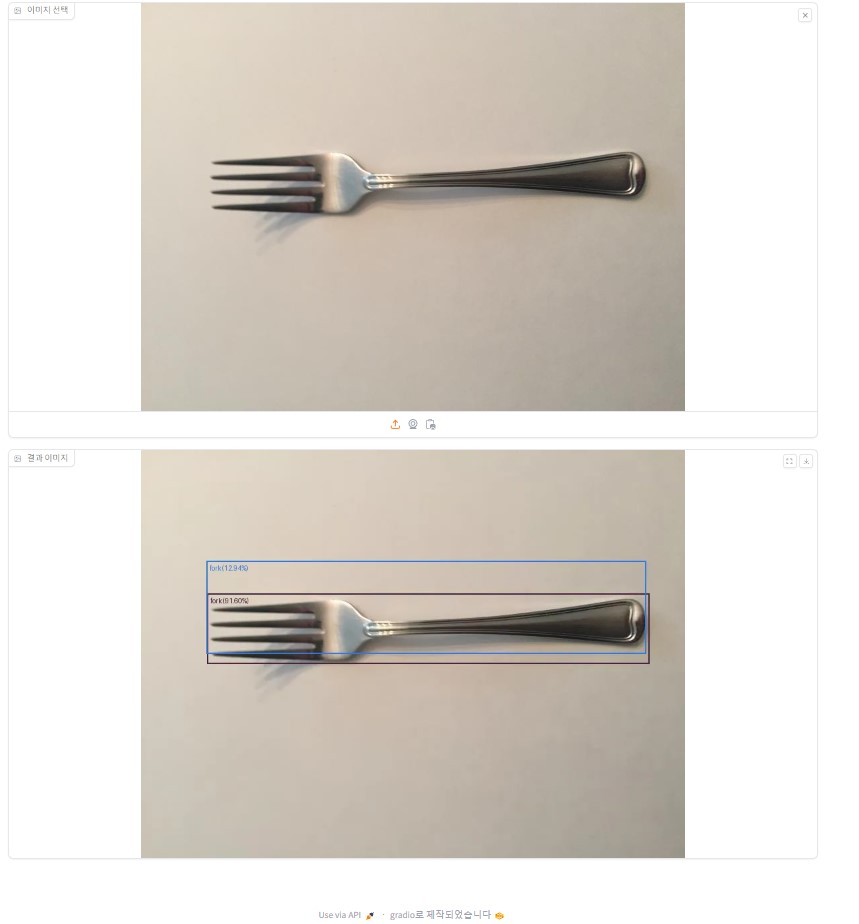 이미지 선택
결과 이미지
fork(12.94%)
fork(91.60%)
Use via API · gradio로 제작되었습니다